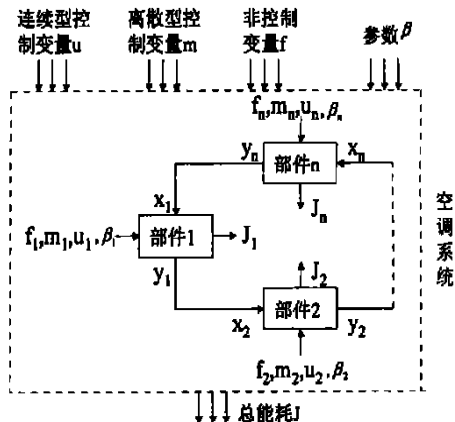 连续型控
制变量u
离散型控
制变量m
非控制
变量f
参数β
fₙ,mₙ,uₙ,βₙ
yₙ
部件n
xₙ
Jₙ
x₁
f₁,m₁,u₁,β₁
部件1
J₁
y₁
J₂
x₂
部件2
y₂
f₂,m₂,u₂,β₂
空调系统
总能耗J